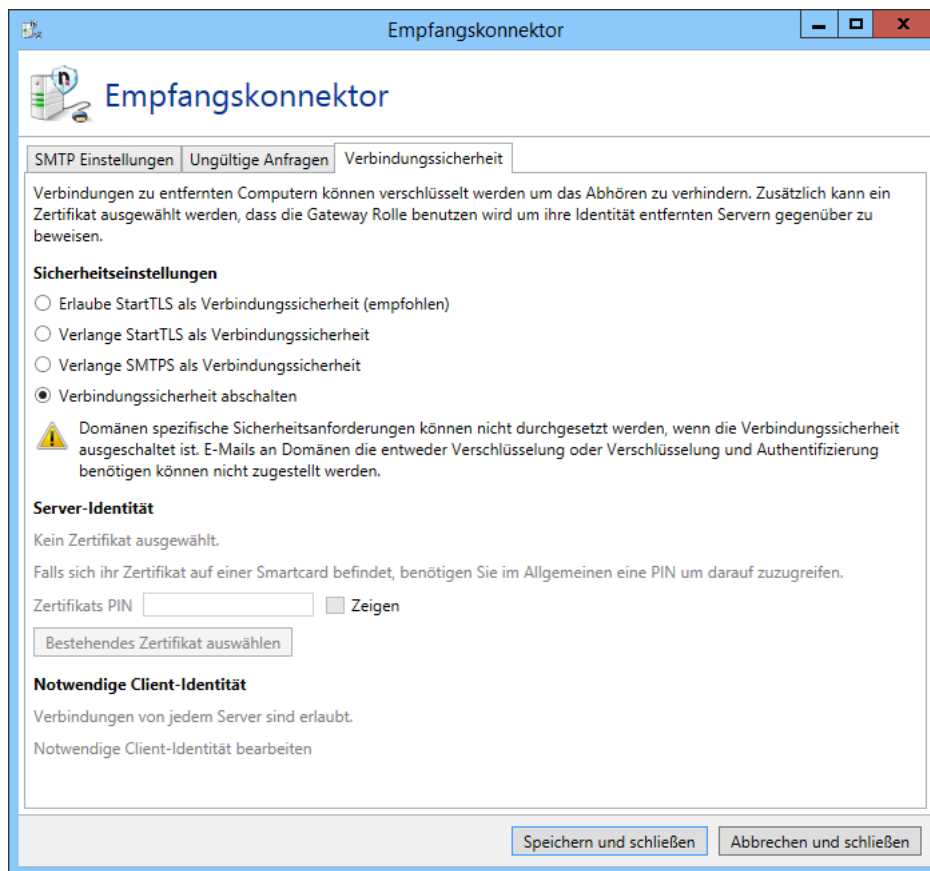 Empfangskonnektor
Empfangskonnektor
SMTP Einstellungen Ungültige Anfragen Verbindungssicherheit
Verbindungen zu entfernten Computern können verschlüsselt werden um das Abhören zu verhindern. Zusätzlich kann ein
Zertifikat ausgewählt werden, dass die Gateway Rolle benutzen wird um ihre Identität entfernten Servern gegenüber zu
beweisen.
Sicherheitseinstellungen
Erlaube StartTLS als Verbindungssicherheit (empfohlen)
Verlange StartTLS als Verbindungssicherheit
Verlange SMTPS als Verbindungssicherheit
Verbindungssicherheit abschalten
Domänen spezifische Sicherheitsanforderungen können nicht durchgesetzt werden, wenn die Verbindungssicherheit
ausgeschaltet ist. E-Mails an Domänen die entweder Verschlüsselung oder Verschlüsselung und Authentifizierung
benötigen können nicht zugestellt werden.
Server-Identität
Kein Zertifikat ausgewählt.
Falls sich ihr Zertifikat auf einer Smartcard befindet, benötigen Sie im Allgemeinen eine PIN um darauf zuzugreifen.
Zertifikats PIN Zeigen
Bestehendes Zertifikat auswählen
Notwendige Client-Identität
Verbindungen von jedem Server sind erlaubt.
Notwendige Client-Identität bearbeiten
Speichern und schließen Abbrechen und schließen